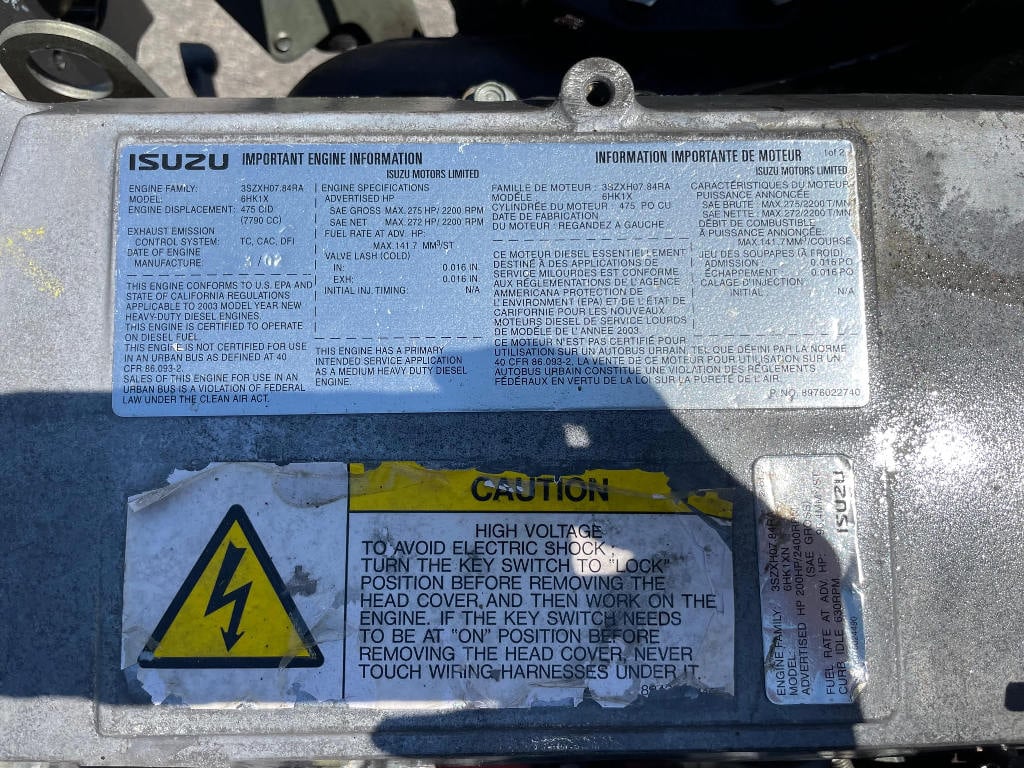 ISUZU IMPORTANT ENGINE INFORMATION
ISUZU MOTORS LIMITED
ENGINE FAMILY: 3SZXH07.84RA
MODEL: 6HK1X
ENGINE DISPLACEMENT: 475 CID
(7790 CC)
EXHAUST EMISSION
CONTROL SYSTEM: TC, CAC, DFI
DATE OF ENGINE
MANUFACTURE:
THIS ENGINE CONFORMS TO U.S. EPA AND
STATE OF CALIFORNIA REGULATIONS
APPLICABLE TO 2003 MODEL YEAR NEW
HEAVY-DUTY DIESEL ENGINES.
THIS ENGINE IS CERTIFIED TO OPERATE
ON DIESEL FUEL.
THIS ENGINE IS NOT CERTIFIED FOR USE
IN AN URBAN BUS AS DEFINED AT 40
CFR 86.093-2.
SALES OF THIS ENGINE FOR USE IN AN
URBAN BUS IS A VIOLATION OF FEDERAL
LAW UNDER THE CLEAN AIR ACT.
ENGINE SPECIFICATIONS
ADVERTISED HP
SAE GROSS MAX.275 HP/ 2200 RPM
SAE NET MAX.272 HP/ 2200 RPM
FUEL RATE AT ADV. HP:
MAX.141.7 MM³/ST
VALVE LASH (COLD)
IN: 0.016 IN
EXH: 0.016 IN
INITIAL INJ. TIMING: N/A
THIS ENGINE HAS A PRIMARY
INTENDED SERVICE APPLICATION
AS A MEDIUM HEAVY DUTY DIESEL
ENGINE.
INFORMATION IMPORTANTE DE MOTEUR 1of 2
ISUZU MOTORS LIMITED
FAMILLE DE MOTEUR : 3SZXH07.84RA
MODÈLE 6HK1X
CYLINDRÉE DU MOTEUR : 475 PO CU
DATE DE FABRICATION
DU MOTEUR : REGANDEZ A GAUCHE
CE MOTEUR DIESEL ESSENTIELEMENT
DESTINÉ À DES APPLICATIONS DE
SERVICE MILOURDES EST CONFORME
AUX RÉGLEMENTATIONS DE L'AGENCE
AMMERICANA PROTECTION DE
L'ENVIRONMENT (EPA) ET DE L'ÉTAT DE
CARIFORNIE POUR LES NOUVEAUX
MOTEURS DIESEL DE SERVICE LOURDS
DE MODÈLE DE L'ANNEE 2003.
CE MOTEUR N'EST PAS CERTIFIÉ POUR
UTILISATION SUR UN AUTOBUS URBAIN, TEL QUE DÉFINI PAR LA NORME
40 CFR 86.093-2, LA VENTE DE CE MOTEUR POUR UTILISATION SUR UN
AUTOBUS URBAIN CONSTITUE UNE VIOLATION DES RÈGLEMENTS
FÉDÉRAUX EN VERTU DE LA LOI SUR LA PURETÉ DE L'AIR.
CARACTÉRISTIQUES DU MOTEUR
PUISSANCE ANNONCÉE
SAE BRUTE : MAX.275/2200 T/MN
SAE NETTE : MAX.272/2200 T/MN
DÉBIT DE COMBUSTIBLE
À PUISSANCE ANNONCÉE :
MAX.141.7MM³/COURSE
JEU DES SOUPAPES (À FROID)
ADMISSION : 0.016 PO
ÉCHAPPEMENT : 0.016 PO
CALAGE D'INJECTION
INITIAL : N/A
P. NO. 8976022740
CAUTION
HIGH VOLTAGE
TO AVOID ELECTRIC SHOCK,
TURN THE KEY SWITCH TO "LOCK"
POSITION BEFORE REMOVING THE
HEAD COVER, AND THEN WORK ON THE
ENGINE. IF THE KEY SWITCH NEEDS
TO BE AT "ON" POSITION BEFORE
REMOVING THE HEAD COVER, NEVER
TOUCH WIRING HARNESSES UNDER IT.
ISUZU
ENGINE FAMILY: 3SZXH07.84RA
MODEL: 6HK1XN
ADVERTISED HP 200HP/2400RPM
(SAE GROSS)
FUEL RATE AT ADV. HP:
CURB IDLE 630RPM